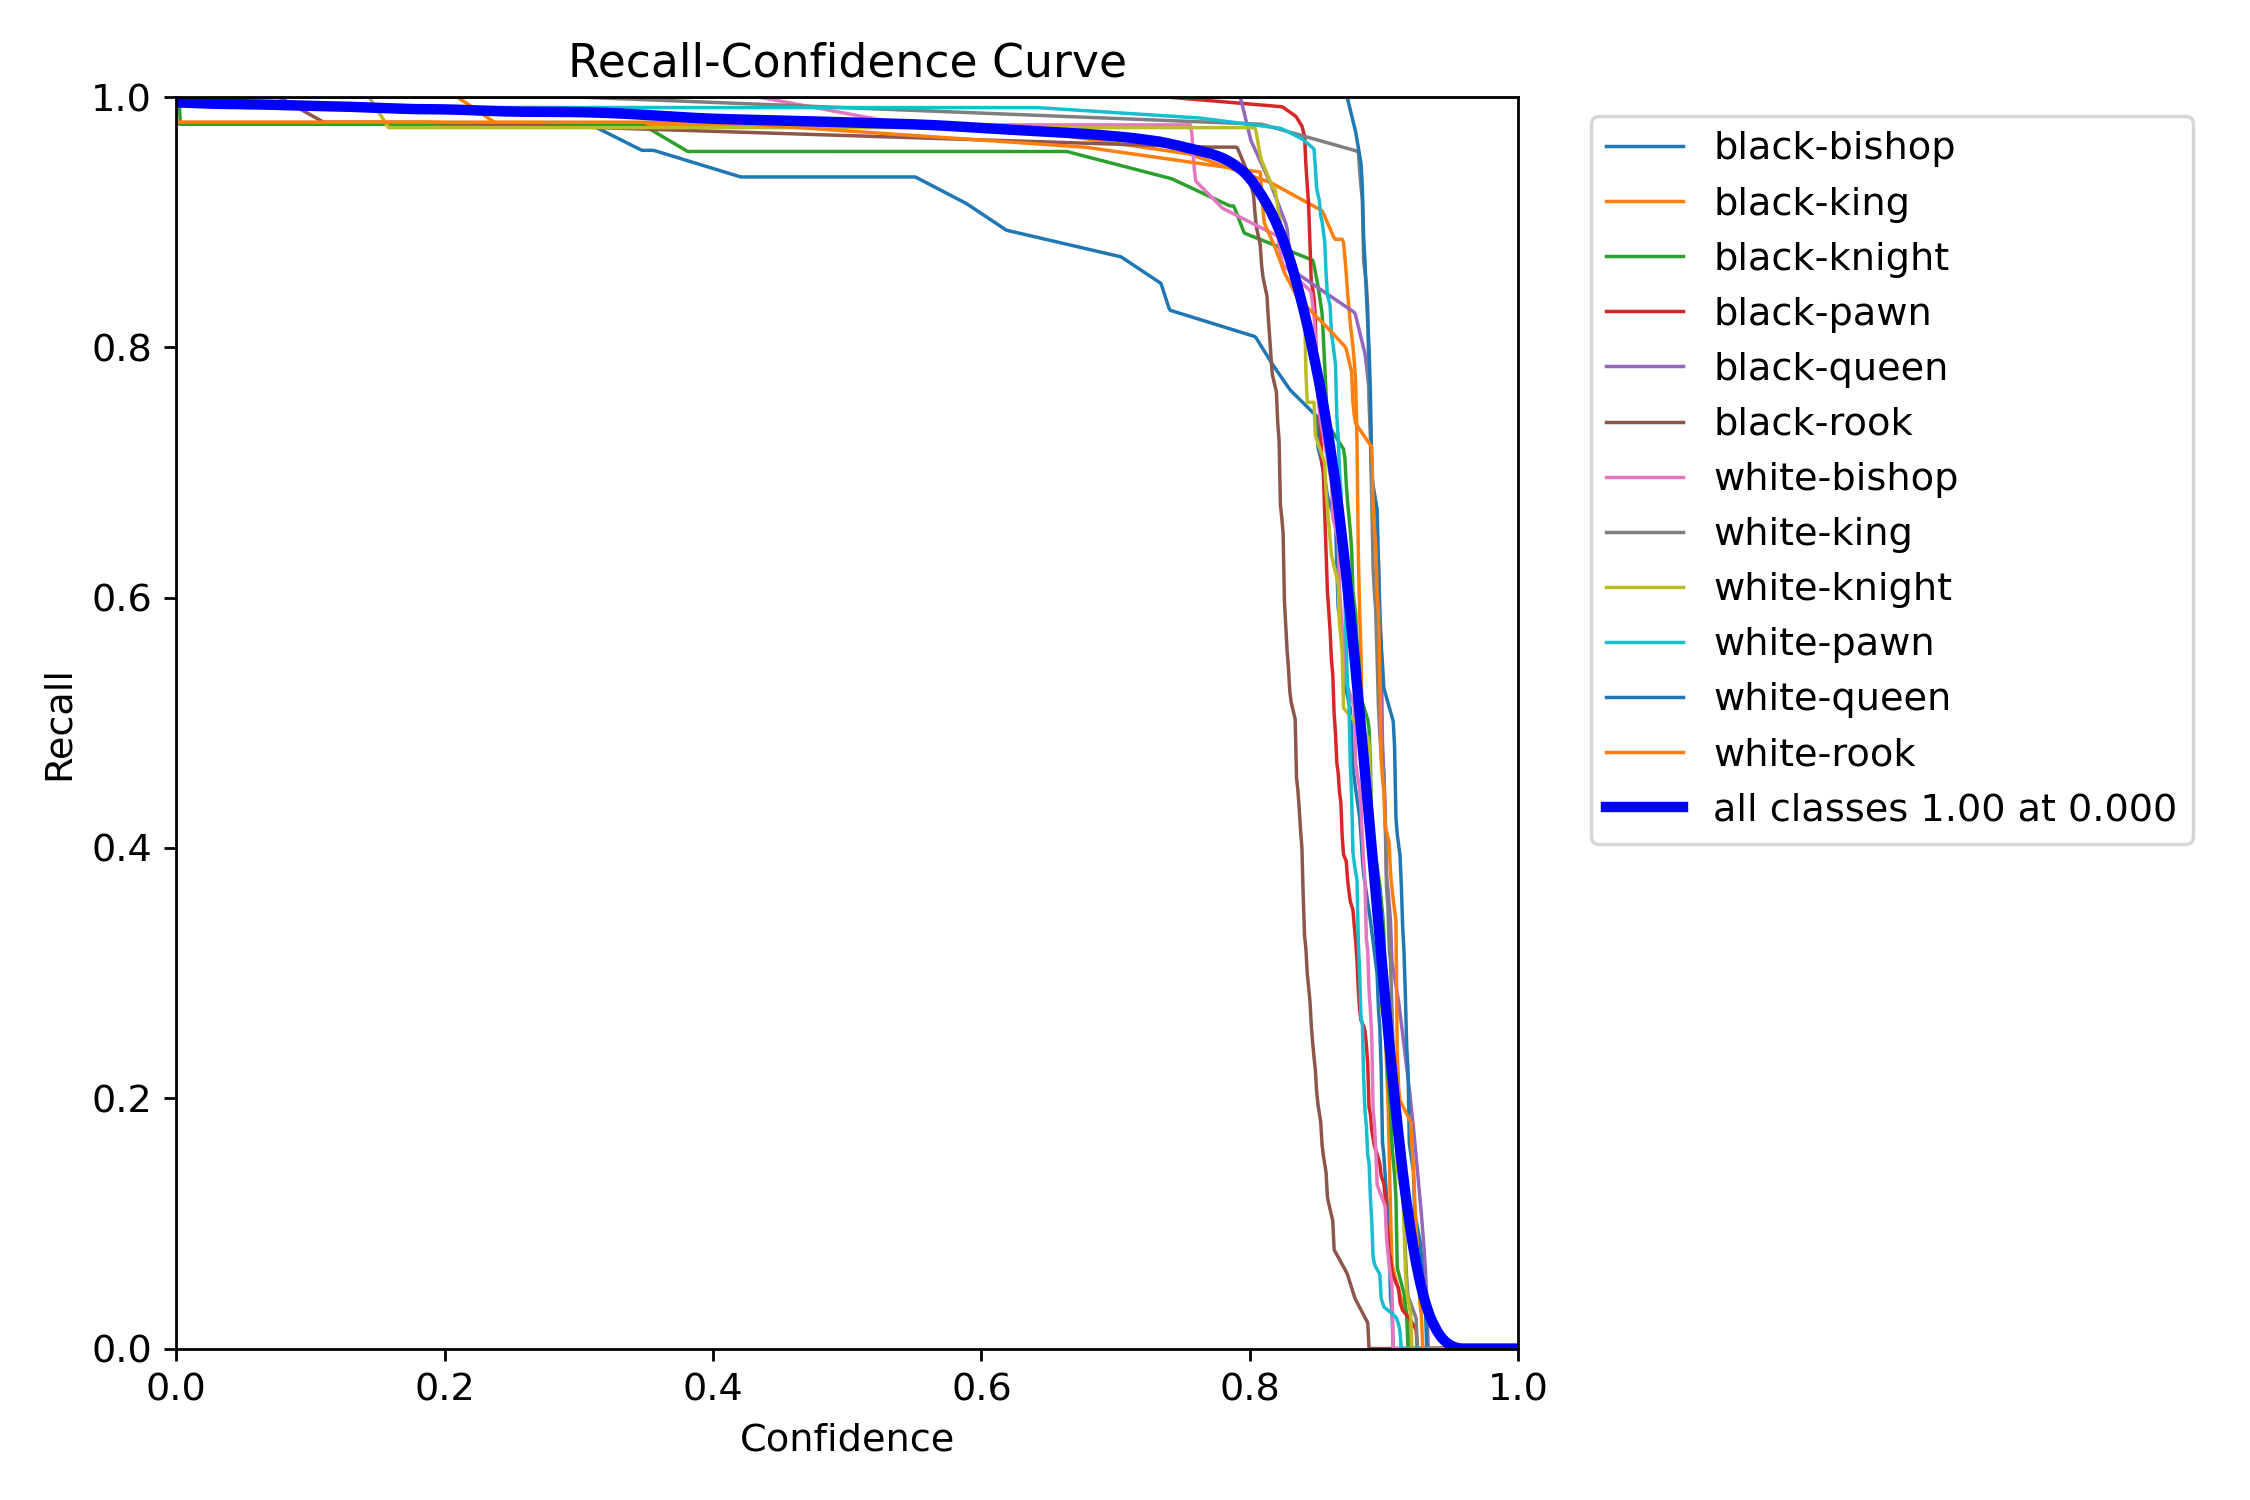 Recall-Confidence Curve
1.0
0.8
0.6
0.4
0.2
0.0
Recall
0.0 0.2 0.4 0.6 0.8 1.0
Confidence
black-bishop
black-king
black-knight
black-pawn
black-queen
black-rook
white-bishop
white-king
white-knight
white-pawn
white-queen
white-rook
all classes 1.00 at 0.000